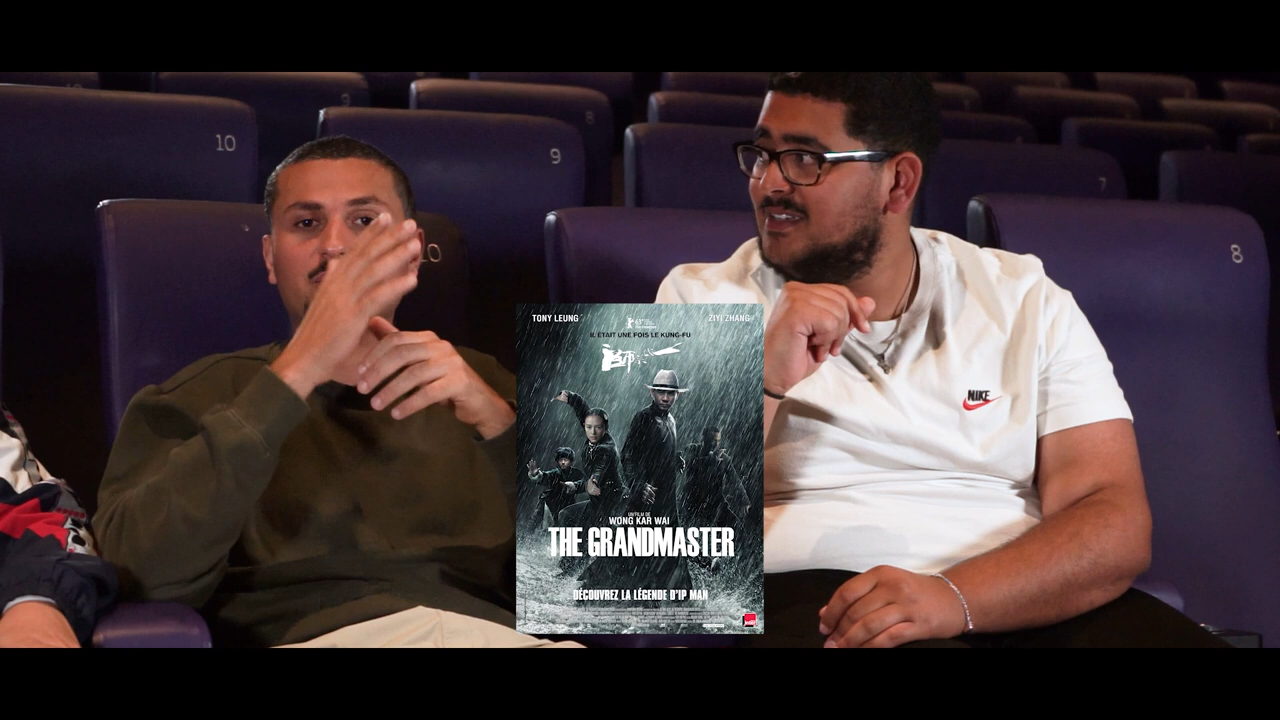 10
9
8
10
7
8
NIKE
TONY LEUNG
ZIYI ZHANG
IL ÉTAIT UNE FOIS LE KUNG-FU
UN FILM DE
WONG KAR WAI
THE GRANDMASTER
DÉCOUVREZ LA LÉGENDE D'IP MAN